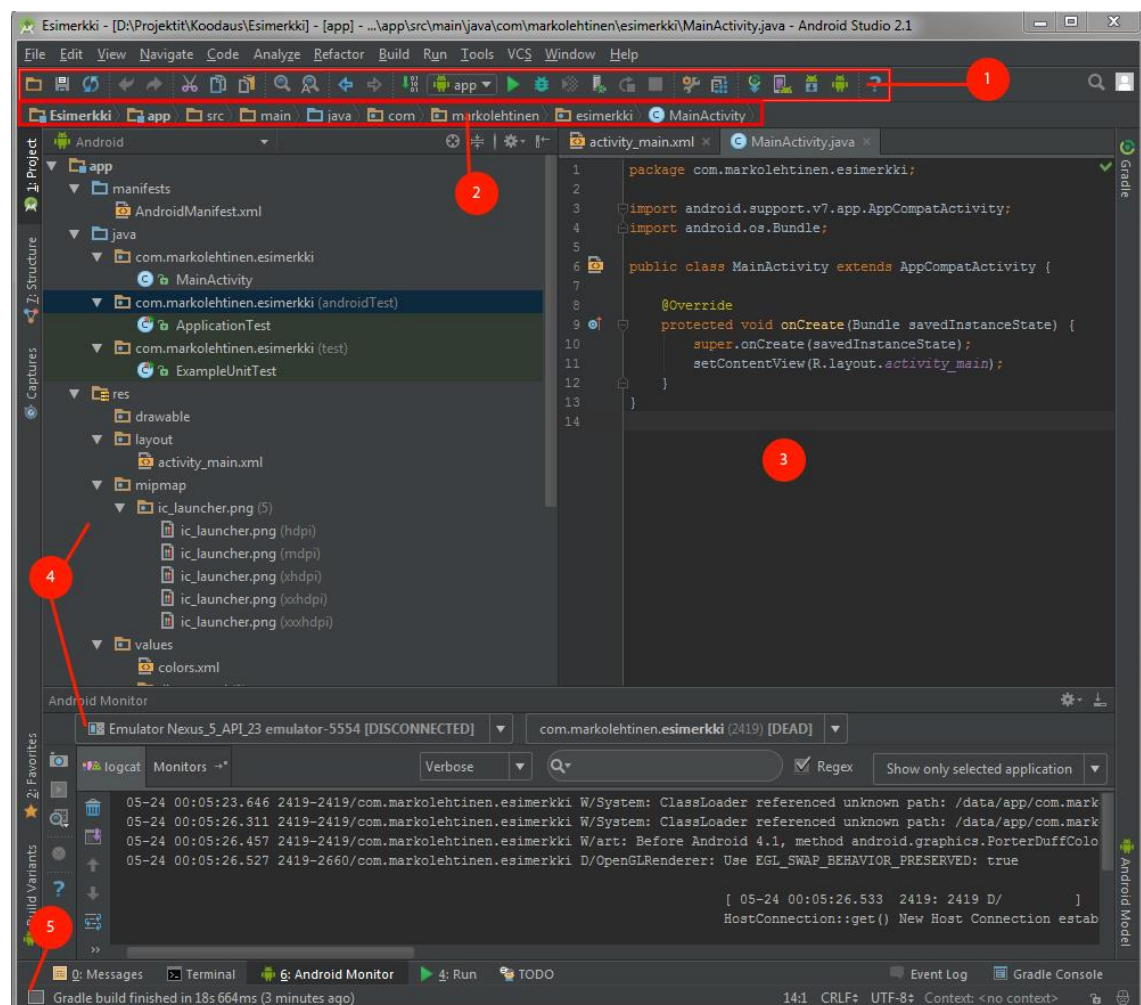 Esimerkki - [D:\Projektit\Koodaus\Esimerkki] - [app] - ...\app\src\main\java\com\markolehtinen\esimerkki\MainActivity.java - Android Studio 2.1
File Edit View Navigate Code Analyze Refactor Build Run Tools VCS Window Help
app
1
Esimerkki app src main java com markolehtinen esimerkki MainActivity
2
1: Project
Z: Structure
Captures
2: Favorites
Build Variants
Android
app
manifests
AndroidManifest.xml
java
com.markolehtinen.esimerkki
MainActivity
com.markolehtinen.esimerkki (androidTest)
ApplicationTest
com.markolehtinen.esimerkki (test)
ExampleUnitTest
res
drawable
layout
activity_main.xml
mipmap
ic_launcher.png (5)
ic_launcher.png (hdpi)
ic_launcher.png (mdpi)
ic_launcher.png (xhdpi)
ic_launcher.png (xxhdpi)
ic_launcher.png (xxxhdpi)
values
colors.xml
4
activity_main.xml MainActivity.java
1 package com.markolehtinen.esimerkki;
2
3 import android.support.v7.app.AppCompatActivity;
4 import android.os.Bundle;
5
6 public class MainActivity extends AppCompatActivity {
7
8 @Override
9 protected void onCreate(Bundle savedInstanceState) {
10 super.onCreate(savedInstanceState);
11 setContentView(R.layout.activity_main);
12 }
13 }
14
3
Gradle
Android Model
Android Monitor
Emulator Nexus_5_API_23 emulator-5554 [DISCONNECTED] com.markolehtinen.esimerkki (2419) [DEAD]
logcat Monitors Verbose Regex Show only selected application
05-24 00:05:23.646 2419-2419/com.markolehtinen.esimerkki W/System: ClassLoader referenced unknown path: /data/app/com.mark
05-24 00:05:26.311 2419-2419/com.markolehtinen.esimerkki W/System: ClassLoader referenced unknown path: /data/app/com.mark
05-24 00:05:26.457 2419-2419/com.markolehtinen.esimerkki W/art: Before Android 4.1, method android.graphics.PorterDuffColo
05-24 00:05:26.527 2419-2660/com.markolehtinen.esimerkki D/OpenGLRenderer: Use EGL_SWAP_BEHAVIOR_PRESERVED: true
[ 05-24 00:05:26.533 2419: 2419 D/ ]
HostConnection::get() New Host Connection estab
5
0: Messages Terminal 6: Android Monitor 4: Run TODO Event Log Gradle Console
Gradle build finished in 18s 664ms (3 minutes ago) 14:1 CRLF UTF-8 Context: <no context>